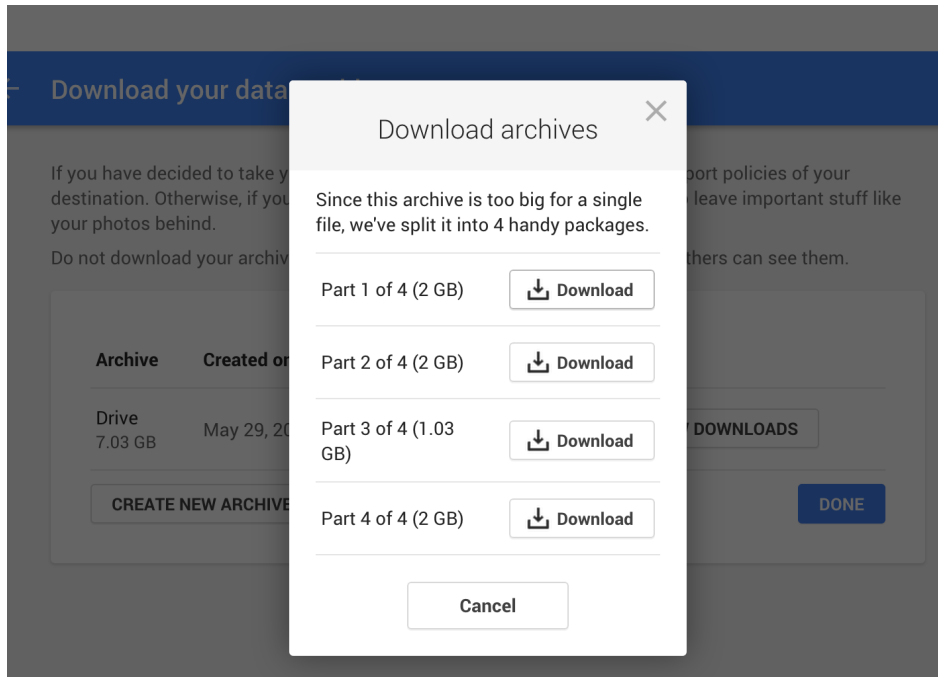 Download your data
Download archives
If you have decided to take y
port policies of your
destination. Otherwise, if you
leave important stuff like
your photos behind.
Do not download your archiv
thers can see them.
Since this archive is too big for a single
file, we've split it into 4 handy packages.
Part 1 of 4 (2 GB)
Download
Part 2 of 4 (2 GB)
Download
Part 3 of 4 (1.03
GB)
Download
Part 4 of 4 (2 GB)
Download
Cancel
Archive
Created on
Drive
7.03 GB
May 29, 20
DOWNLOADS
CREATE NEW ARCHIVE
DONE